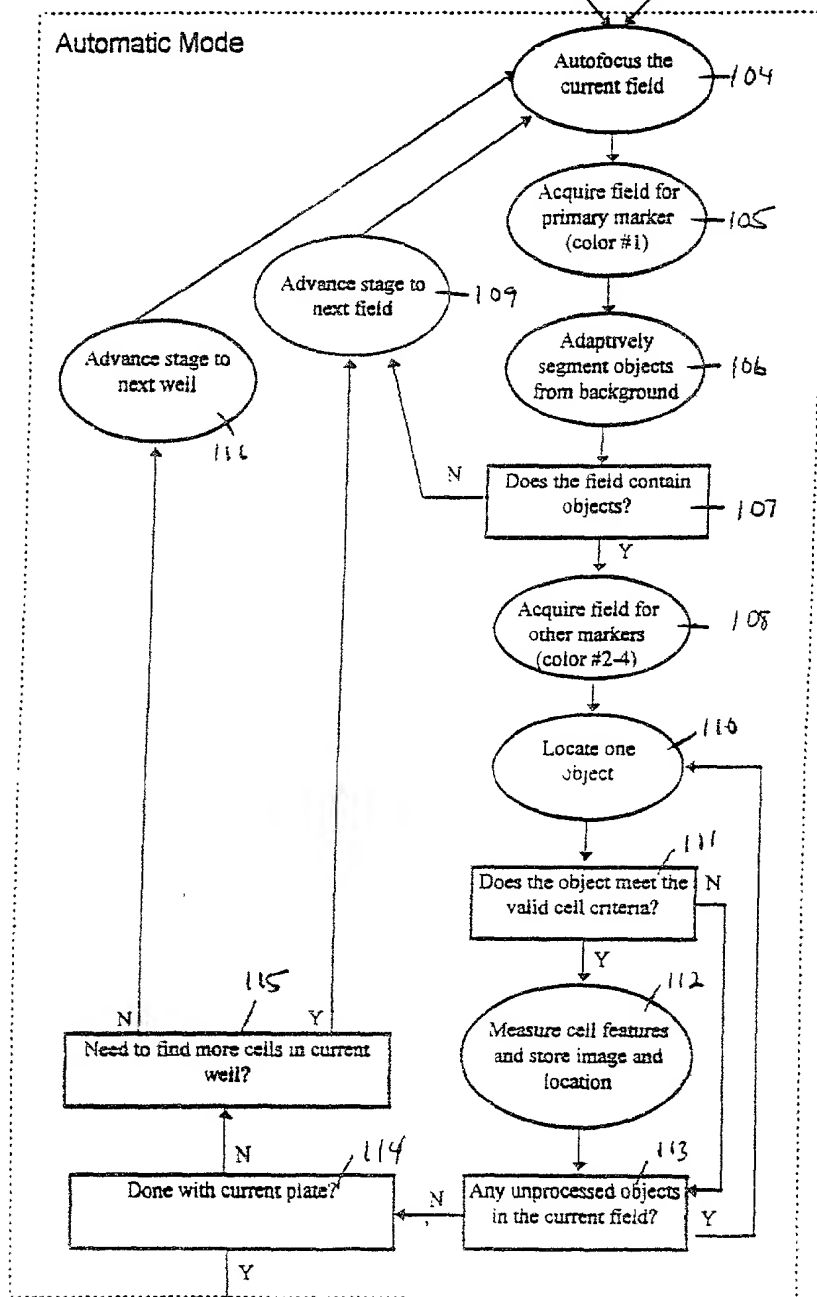 Automatic Mode
Autofocus the
current field
104
Acquire field for
primary marker
(color #1)
105
Advance stage to
next field
109
Adaptively
segment objects
from background
106
Advance stage to
next well
116
N
Does the field contain
objects?
107
Y
Acquire field for
other markers
(color #2-4)
108
Locate one
object
110
111
Does the object meet the
valid cell criteria?
N
Y
112
Measure cell features
and store image and
location
115
N
Y
Need to find more cells in current
well?
N
114
Done with current plate?
N
113
Any unprocessed objects
in the current field?
Y
Y